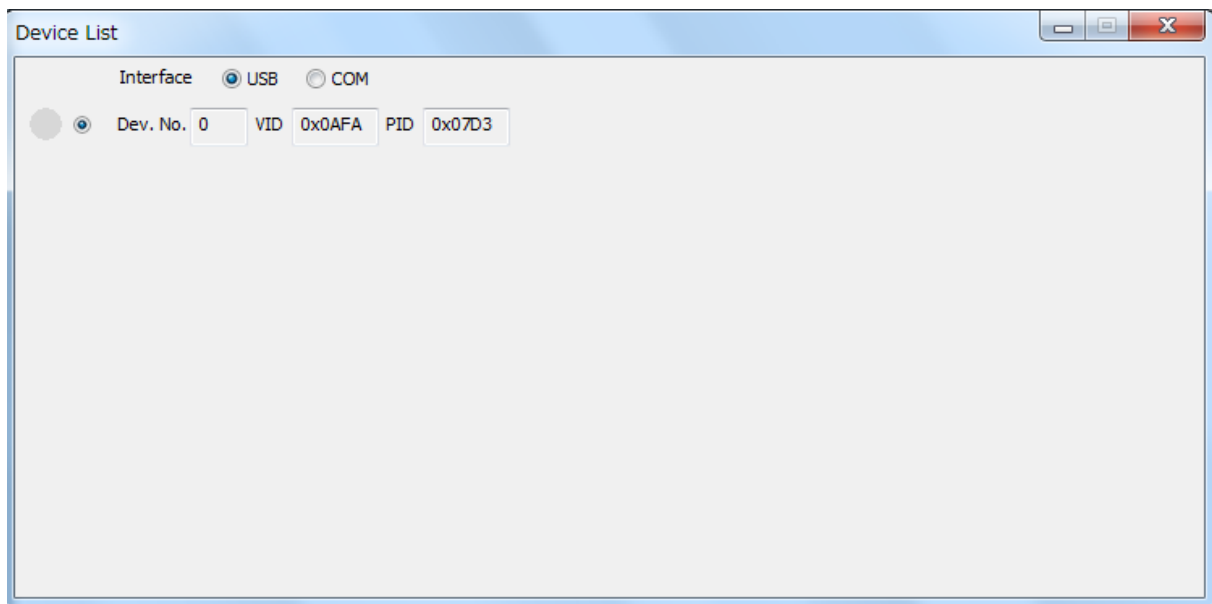 Device List
Interface USB COM
Dev. No. 0 VID 0x0AFA PID 0x07D3